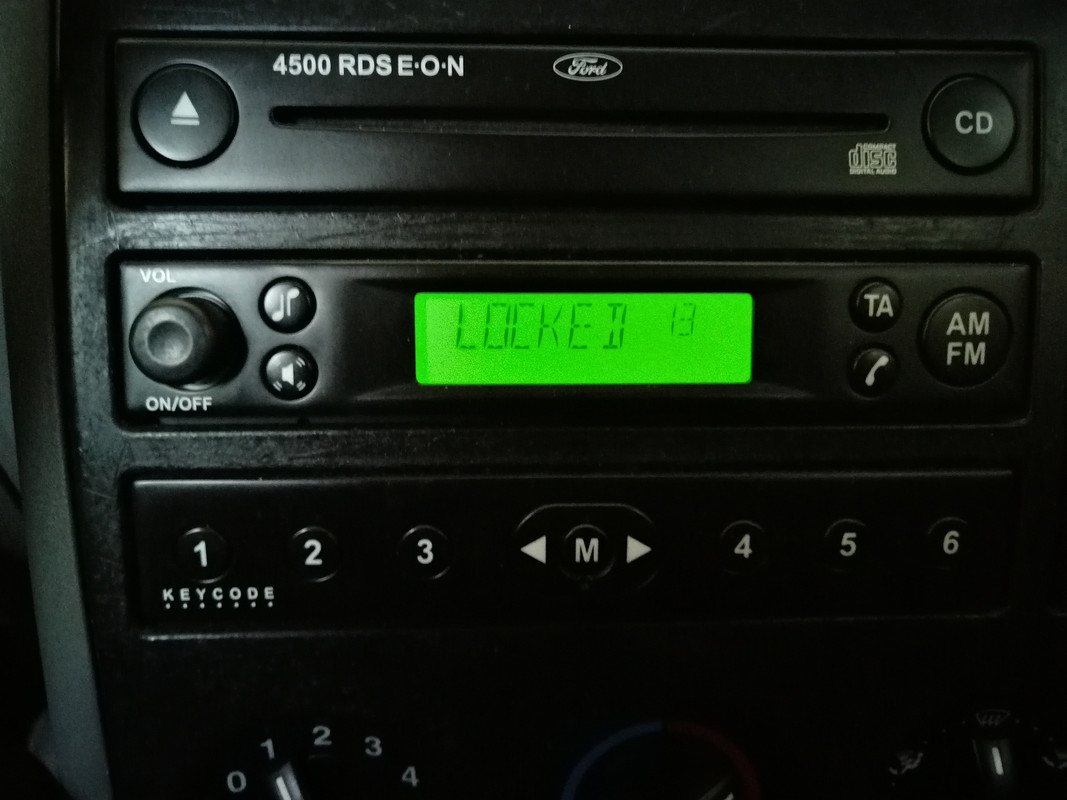 4500 RDS E·O·N
Ford
CD
COMPACT
disc
DIGITAL AUDIO
VOL
LOCKED 13
TA
AM
FM
ON/OFF
1 2 3 M 4 5 6
KEYCODE
0 1 2 3 4